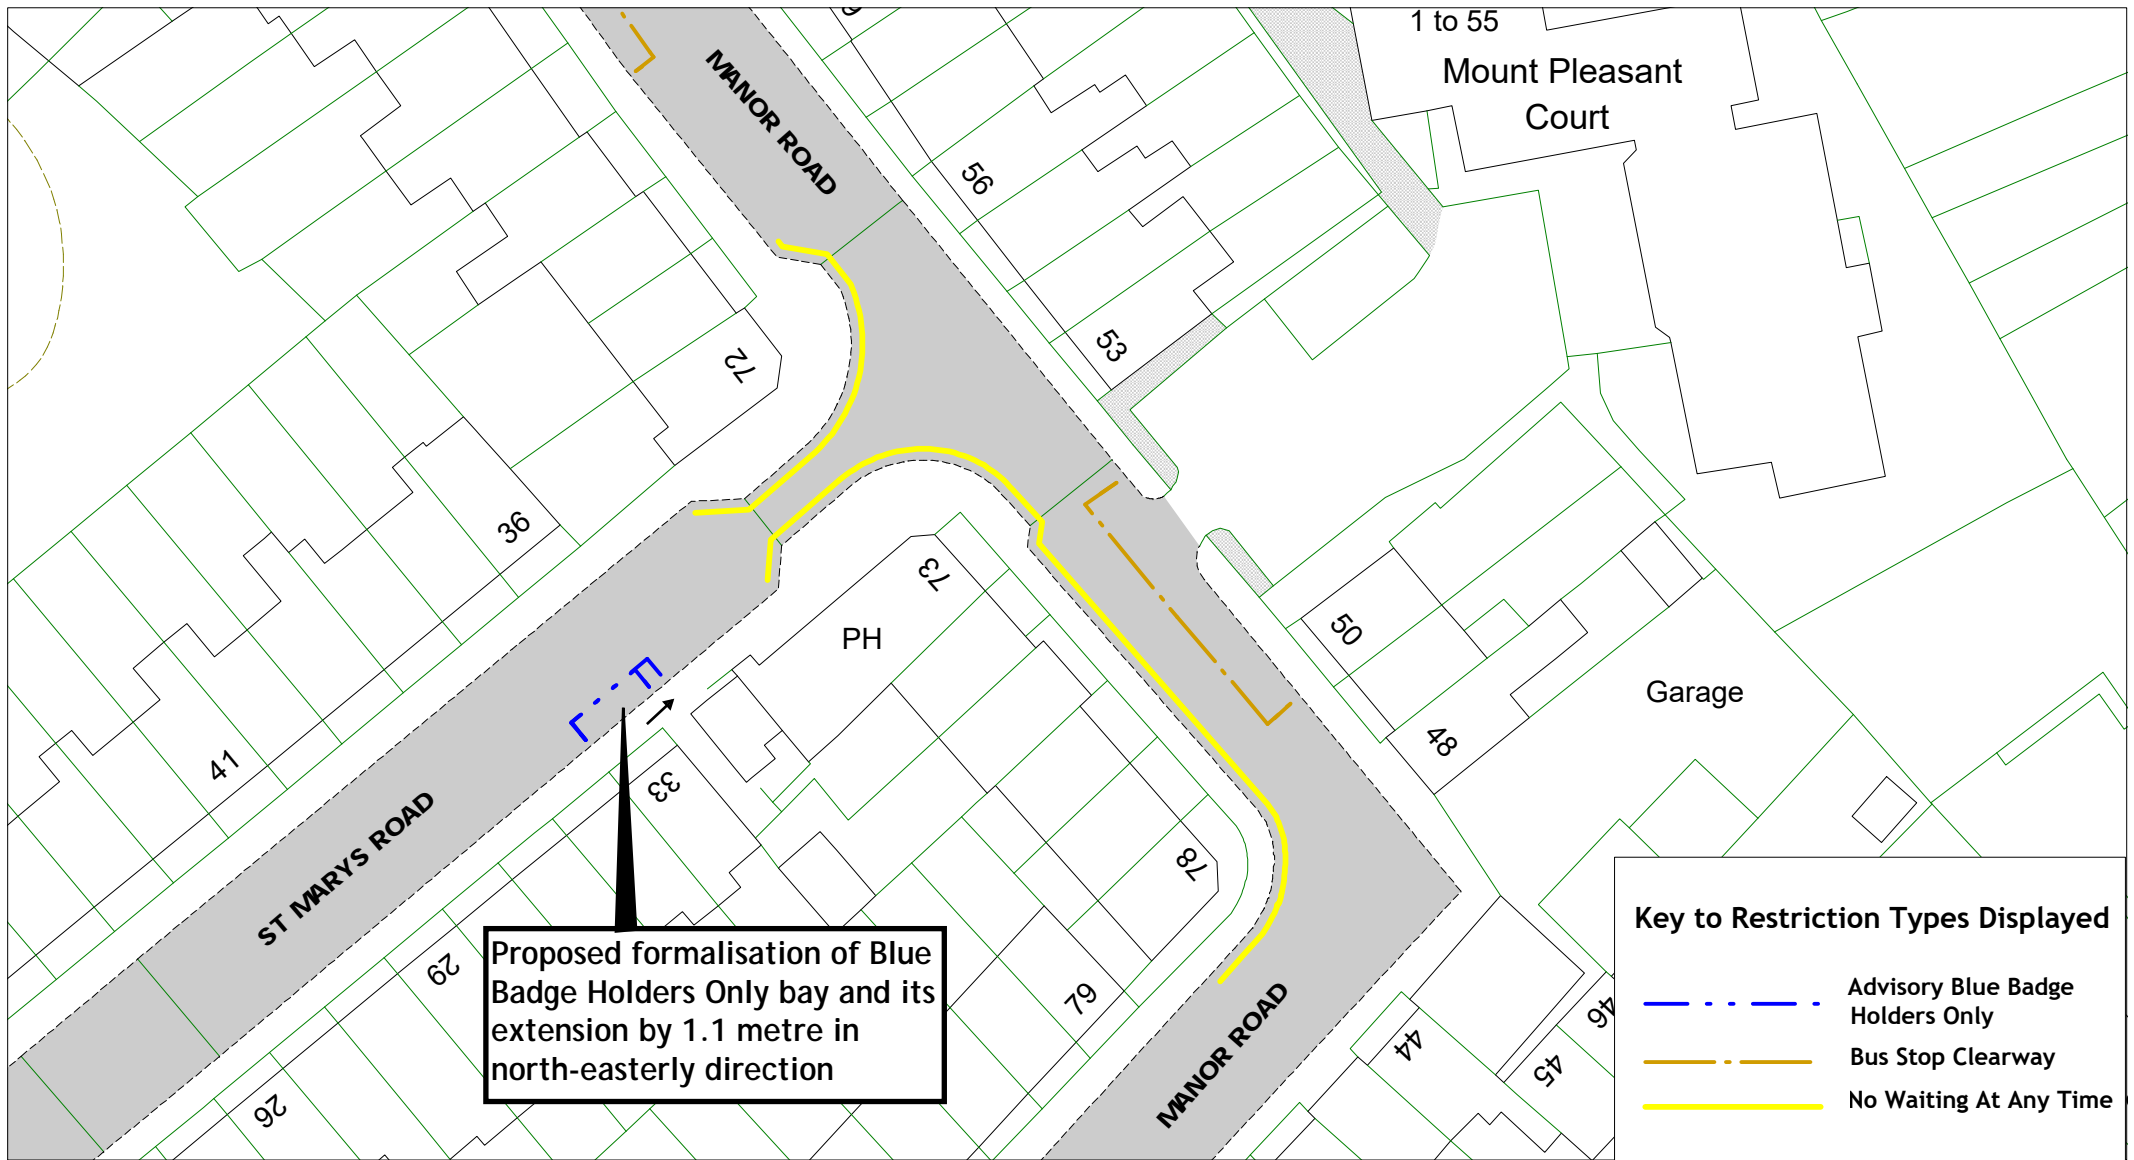 1 to 55
Mount Pleasant
Court
MANOR ROAD
56
53
72
36
73
PH
50
48
Garage
41
33
ST MARYS ROAD
78
29
79
26
MANOR ROAD
44
45
46
Proposed formalisation of Blue
Badge Holders Only bay and its
extension by 1.1 metre in
north-easterly direction
Key to Restriction Types Displayed
Advisory Blue Badge
Holders Only
Bus Stop Clearway
No Waiting At Any Time